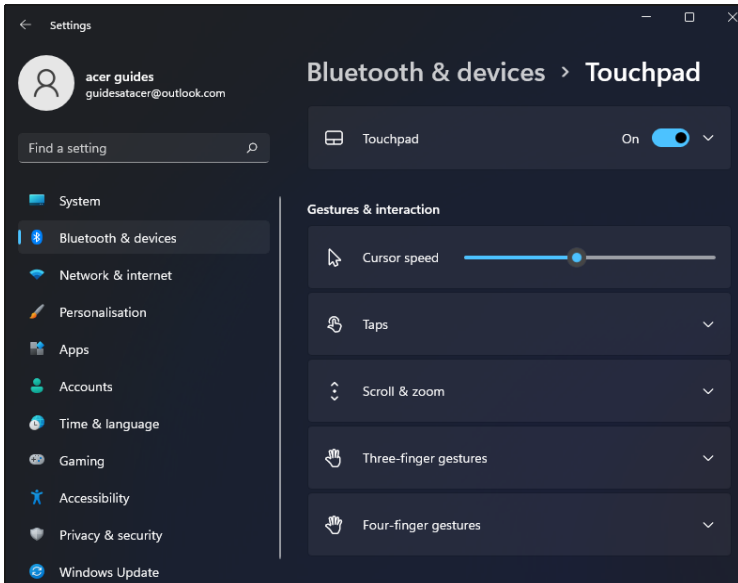 Settings
acer guides
guidesatacer@outlook.com
Find a setting
System
Bluetooth & devices
Network & internet
Personalisation
Apps
Accounts
Time & language
Gaming
Accessibility
Privacy & security
Windows Update
Bluetooth & devices › Touchpad
Touchpad On
Gestures & interaction
Cursor speed
Taps
Scroll & zoom
Three-finger gestures
Four-finger gestures